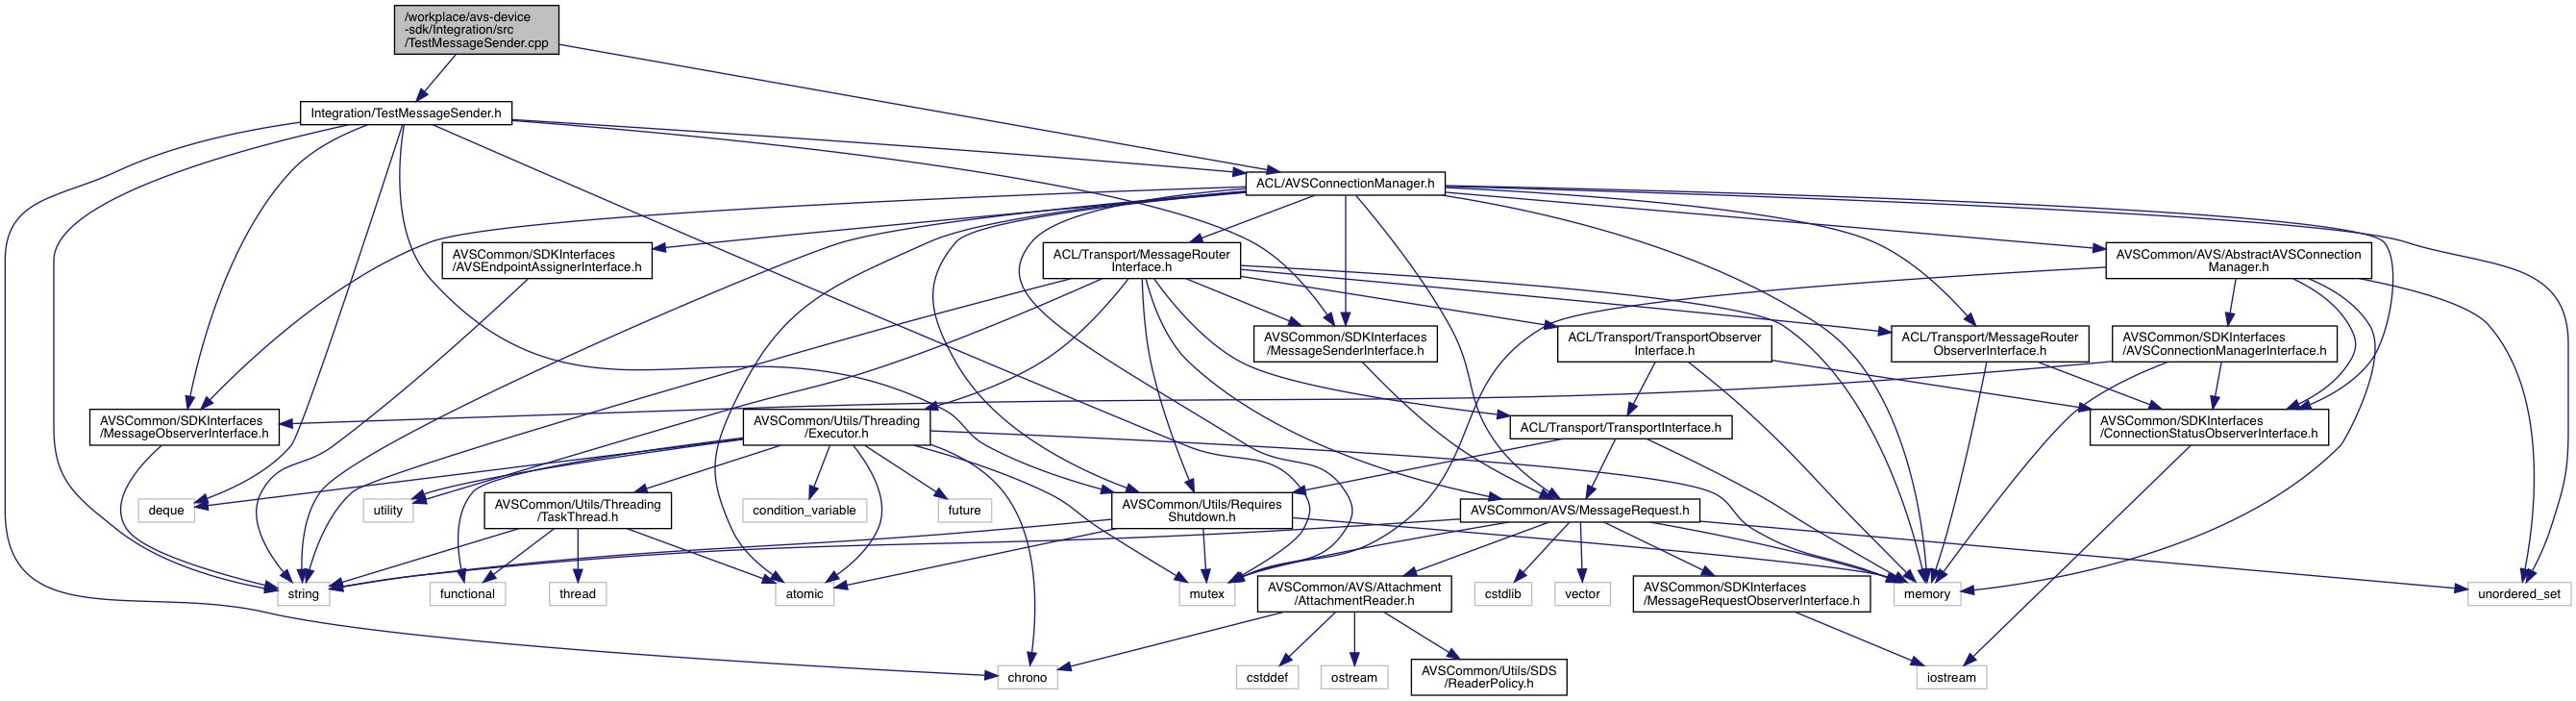 /workplace/avs-device
-sdk/Integration/src
/TestMessageSender.cpp
Integration/TestMessageSender.h
ACL/AVSConnectionManager.h
AVSCommon/SDKInterfaces
/AVSEndpointAssignerInterface.h
ACL/Transport/MessageRouter
Interface.h
AVSCommon/AVS/AbstractAVSConnection
Manager.h
AVSCommon/SDKInterfaces
/MessageSenderInterface.h
ACL/Transport/TransportObserver
Interface.h
ACL/Transport/MessageRouter
ObserverInterface.h
AVSCommon/SDKInterfaces
/AVSConnectionManagerInterface.h
AVSCommon/SDKInterfaces
/MessageObserverInterface.h
AVSCommon/Utils/Threading
/Executor.h
ACL/Transport/TransportInterface.h
AVSCommon/SDKInterfaces
/ConnectionStatusObserverInterface.h
deque
utility
AVSCommon/Utils/Threading
/TaskThread.h
condition_variable
future
AVSCommon/Utils/Requires
Shutdown.h
AVSCommon/AVS/MessageRequest.h
string
functional
thread
atomic
mutex
AVSCommon/AVS/Attachment
/AttachmentReader.h
cstdlib
vector
AVSCommon/SDKInterfaces
/MessageRequestObserverInterface.h
memory
unordered_set
chrono
cstddef
ostream
AVSCommon/Utils/SDS
/ReaderPolicy.h
iostream